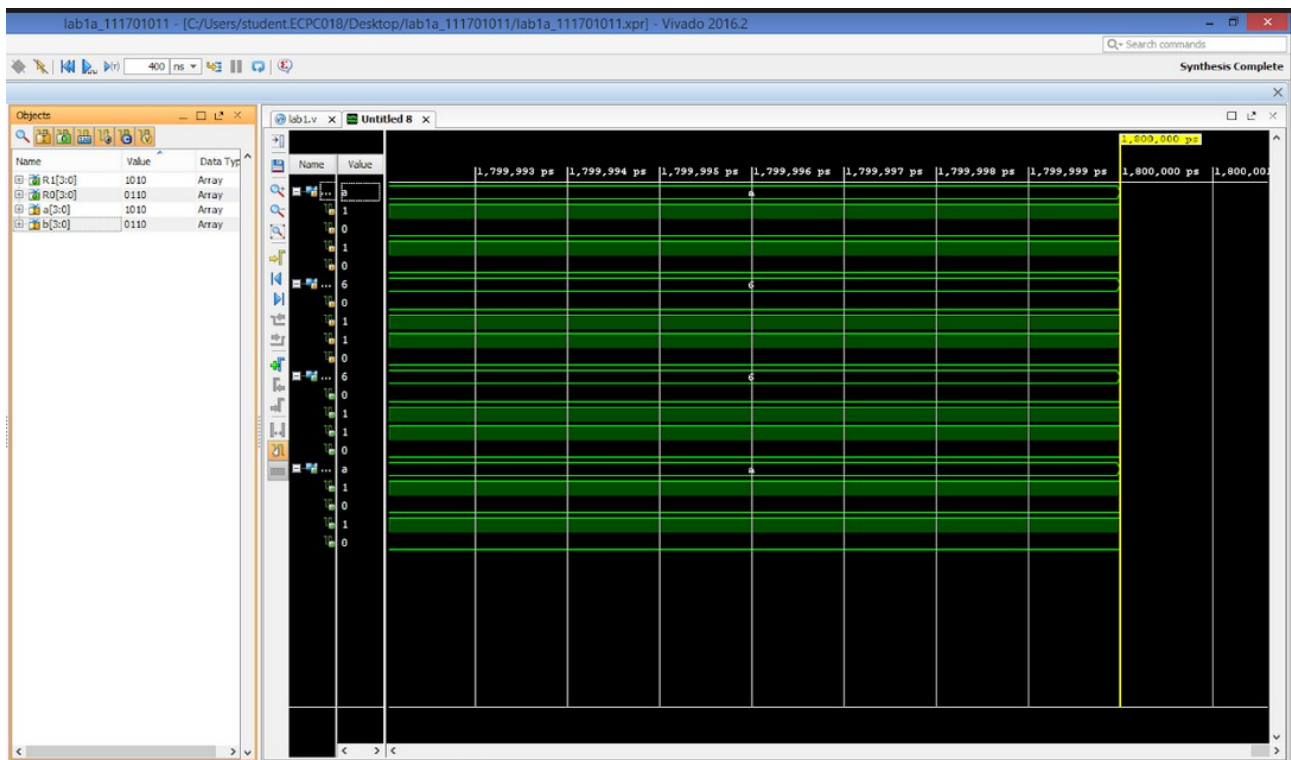 lab1a_111701011 - [C:/Users/student.ECPC018/Desktop/lab1a_111701011/lab1a_111701011.xpr] - Vivado 2016.2
Search commands
400 ns
Synthesis Complete
Objects
Name Value Data Typ
R1[3:0] 1010 Array
R0[3:0] 0110 Array
a[3:0] 1010 Array
b[3:0] 0110 Array
lab1.v Untitled 8
1,800,000 ps
Name Value
1,799,993 ps 1,799,994 ps 1,799,995 ps 1,799,996 ps 1,799,997 ps 1,799,998 ps 1,799,999 ps 1,800,000 ps 1,800,001
... a a
1
0
1
0
... 6 6
0
1
1
0
... 6 6
0
1
1
0
... a a
1
0
1
0